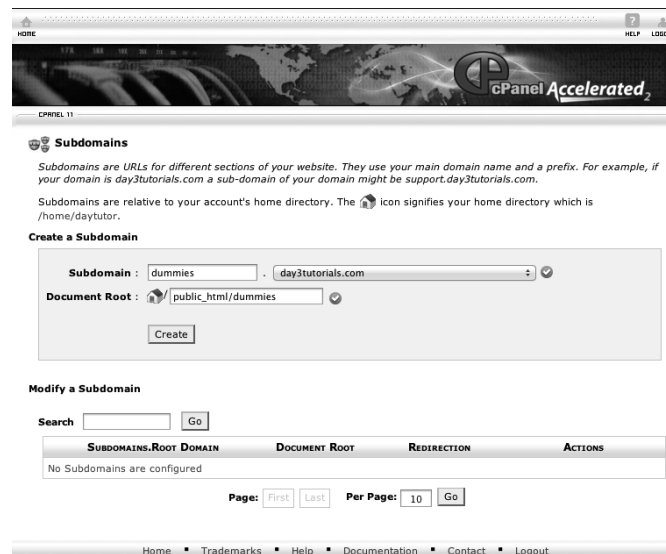 HOME
HELP
cPanel Accelerated2
CPANEL 11
Subdomains
Subdomains are URLs for different sections of your website. They use your main domain name and a prefix. For example, if
your domain is day3tutorials.com a sub-domain of your domain might be support.day3tutorials.com.
Subdomains are relative to your account's home directory. The icon signifies your home directory which is
/home/daytutor.
Create a Subdomain
Subdomain : dummies . day3tutorials.com
Document Root : / public_html/dummies
Create
Modify a Subdomain
Search Go
SUBDOMAINS.ROOT DOMAIN DOCUMENT ROOT REDIRECTION ACTIONS
No Subdomains are configured
Page: First Last Per Page: 10 Go
Home ▪ Trademarks ▪ Help ▪ Documentation ▪ Contact ▪ Logout